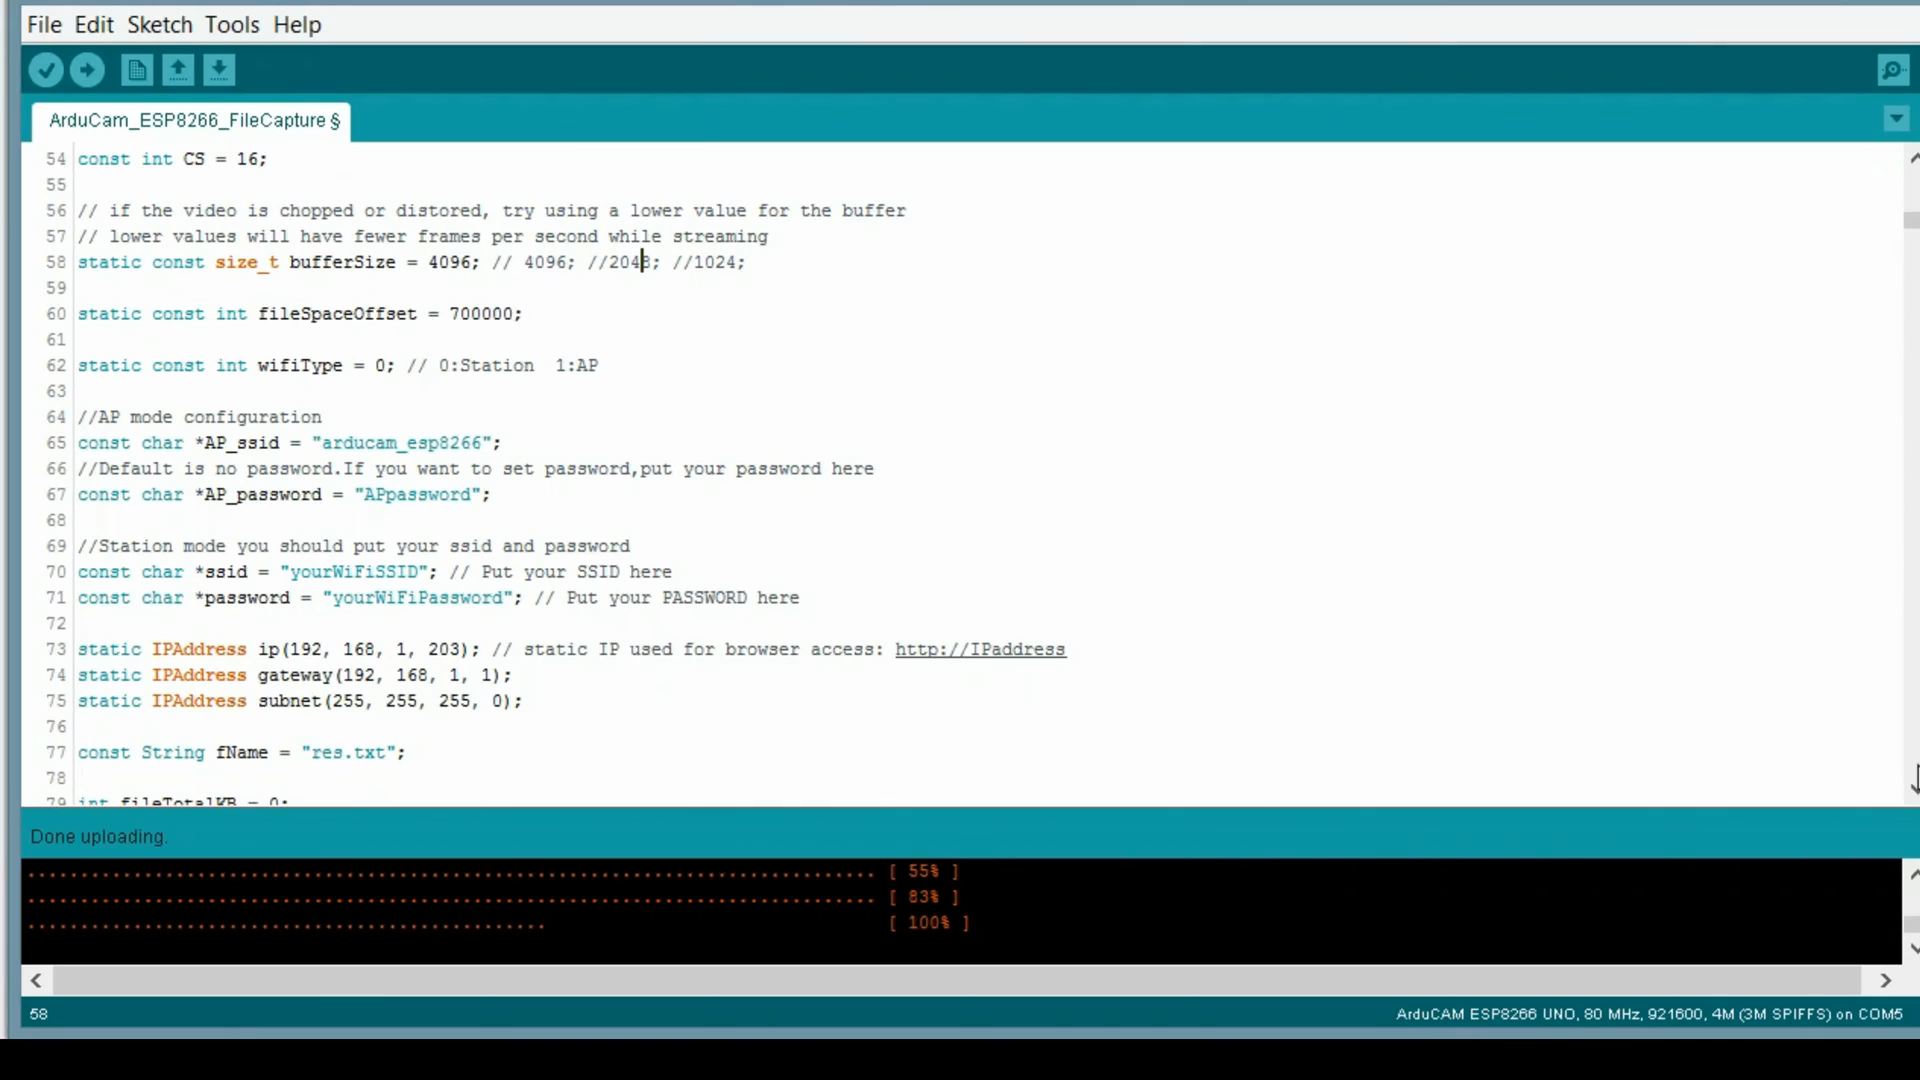 File Edit Sketch Tools Help
ArduCam_ESP8266_FileCapture §
54 const int CS = 16;
55
56 // if the video is chopped or distored, try using a lower value for the buffer
57 // lower values will have fewer frames per second while streaming
58 static const size_t bufferSize = 4096; // 4096; //2048; //1024;
59
60 static const int fileSpaceOffset = 700000;
61
62 static const int wifiType = 0; // 0:Station  1:AP
63
64 //AP mode configuration
65 const char *AP_ssid = "arducam_esp8266";
66 //Default is no password.If you want to set password,put your password here
67 const char *AP_password = "APpassword";
68
69 //Station mode you should put your ssid and password
70 const char *ssid = "yourWiFiSSID"; // Put your SSID here
71 const char *password = "yourWiFiPassword"; // Put your PASSWORD here
72
73 static IPAddress ip(192, 168, 1, 203); // static IP used for browser access: http://IPaddress
74 static IPAddress gateway(192, 168, 1, 1);
75 static IPAddress subnet(255, 255, 255, 0);
76
77 const String fName = "res.txt";
78
79 int fileTotalKB = 0;
Done uploading.
................................................................................ [ 55% ]
................................................................................ [ 83% ]
................................................. [ 100% ]
58
ArduCAM ESP8266 UNO, 80 MHz, 921600, 4M (3M SPIFFS) on COM5